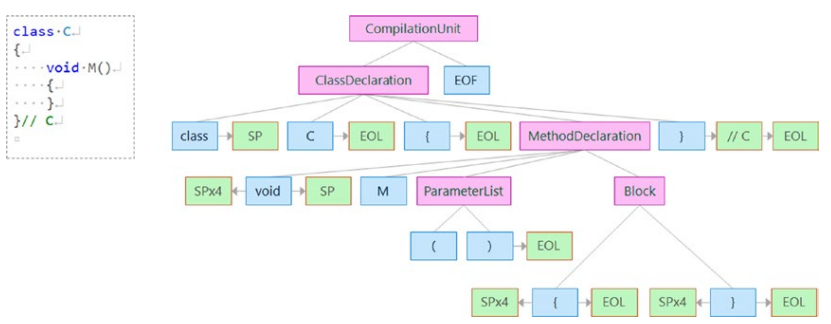 class C
{
void M()
{
}
}// C
CompilationUnit
ClassDeclaration EOF
class SP C EOL { EOL MethodDeclaration } // C EOL
SPx4 void SP M ParameterList Block
( ) EOL
SPx4 { EOL SPx4 } EOL